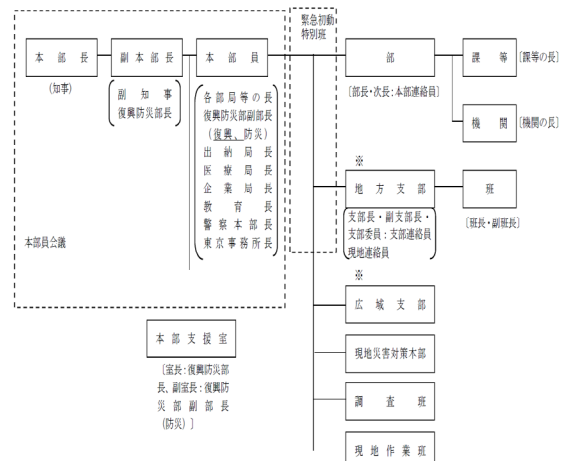 緊急初動
特別班
本部長
副本部長
本部員
部
課等
〔課等の長〕
(知事)
副知事
復興防災部長
各部局等の長
復興防災部副部長
(復興、防災)
出納局長
医療局長
企業局長
教育長
警察本部長
東京事務所長
〔部長・次長:本部連絡員〕
機関
〔機関の長〕
※
地方支部
班
支部長・副支部長・
支部委員:支部連絡員
現地連絡員
〔班長・副班長〕
本部員会議
※
広域支部
本部支援室
〔室長:復興防災部
長、副室長:復興防
災部副部長
(防災)〕
現地災害対策本部
調査班
現地作業班